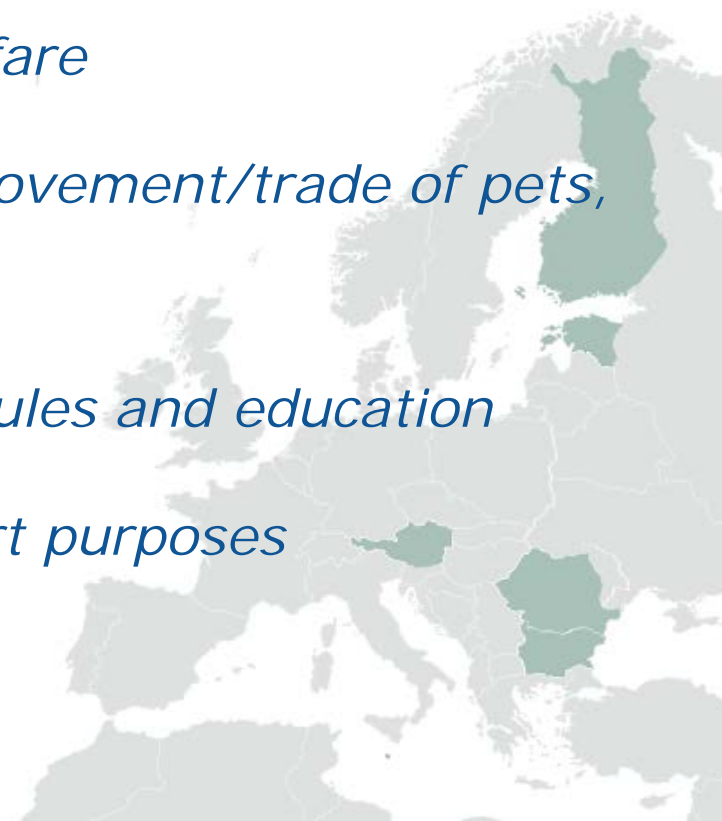 fare
ovement/trade of pets,
ules and education
rt purposes